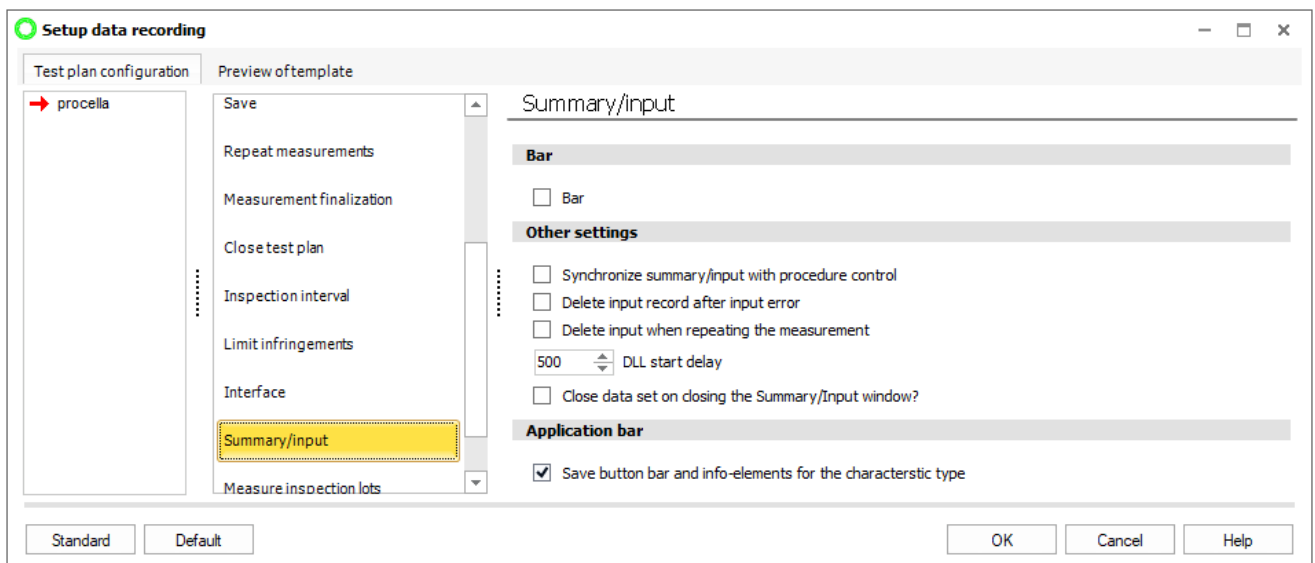 Setup data recording
Test plan configuration
Preview of template
procella
Save
Repeat measurements
Measurement finalization
Close test plan
Inspection interval
Limit infringements
Interface
Summary/input
Measure inspection lots
Summary/input
Bar
Bar
Other settings
Synchronize summary/input with procedure control
Delete input record after input error
Delete input when repeating the measurement
500 DLL start delay
Close data set on closing the Summary/Input window?
Application bar
Save button bar and info-elements for the characterstic type
Standard
Default
OK
Cancel
Help